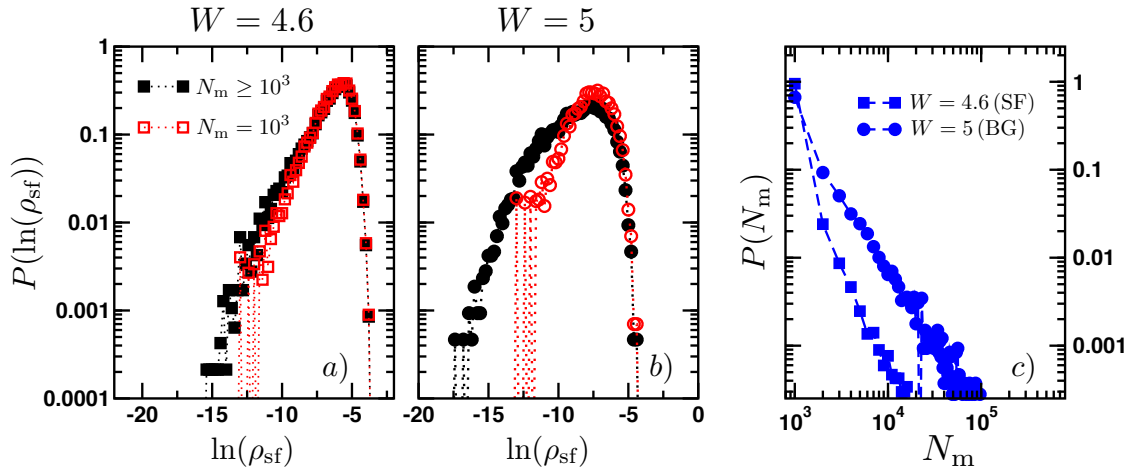 W = 4.6
W = 5
P(ln(ρsf))
1
0.1
0.01
0.001
0.0001
Nm ≥ 10³
Nm = 10³
a)
-20 -15 -10 -5
ln(ρsf)
b)
-20 -15 -10 -5 0
ln(ρsf)
P(Nm)
W = 4.6 (SF)
W = 5 (BG)
c)
1
0.1
0.01
0.001
10³ 10⁴ 10⁵
Nm